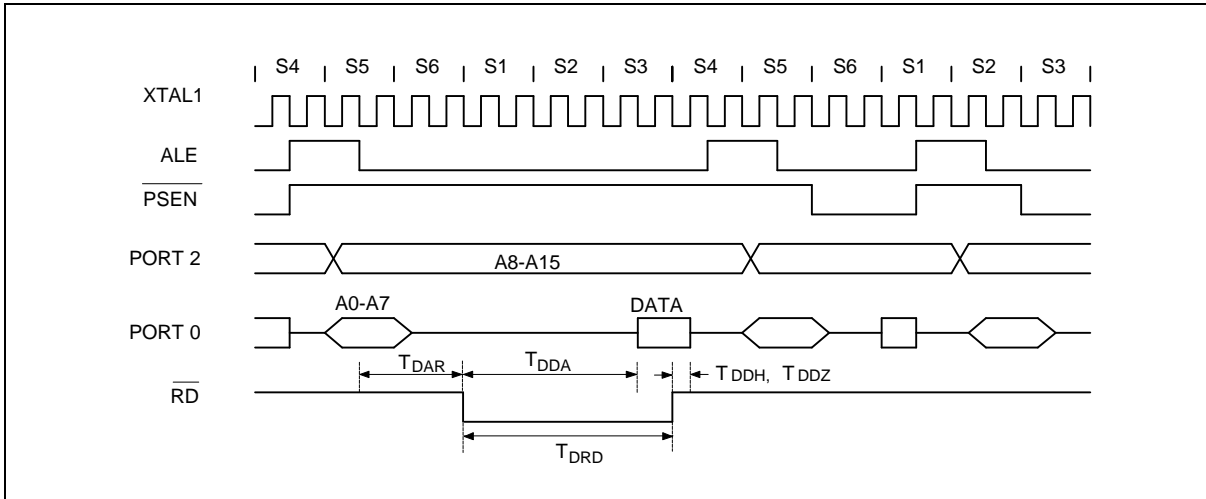 S4 S5 S6 S1 S2 S3 S4 S5 S6 S1 S2 S3
XTAL1
ALE
PSEN
PORT 2
A8-A15
A0-A7
DATA
PORT 0
TDAR
TDDA
TDDH, TDDZ
RD
TDRD